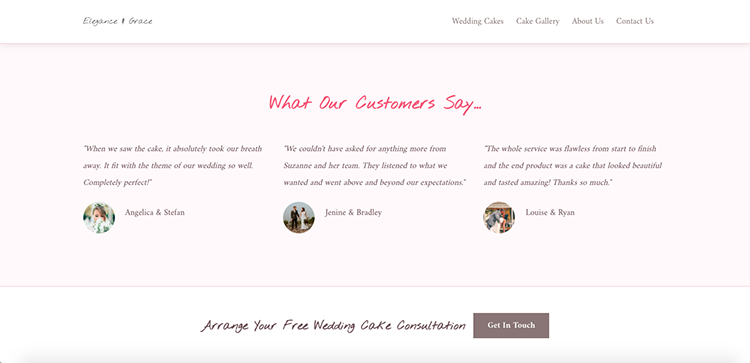 Elegance & Grace
Wedding Cakes Cake Gallery About Us Contact Us
What Our Customers Say...
"When we saw the cake, it absolutely took our breath
away. It fit with the theme of our wedding so well.
Completely perfect!"
Angelica & Stefan
"We couldn't have asked for anything more from
Suzanne and her team. They listened to what we
wanted and went above and beyond our expectations."
Jenine & Bradley
"The whole service was flawless from start to finish
and the end product was a cake that looked beautiful
and tasted amazing! Thanks so much."
Louise & Ryan
Arrange Your Free Wedding Cake Consultation
Get In Touch